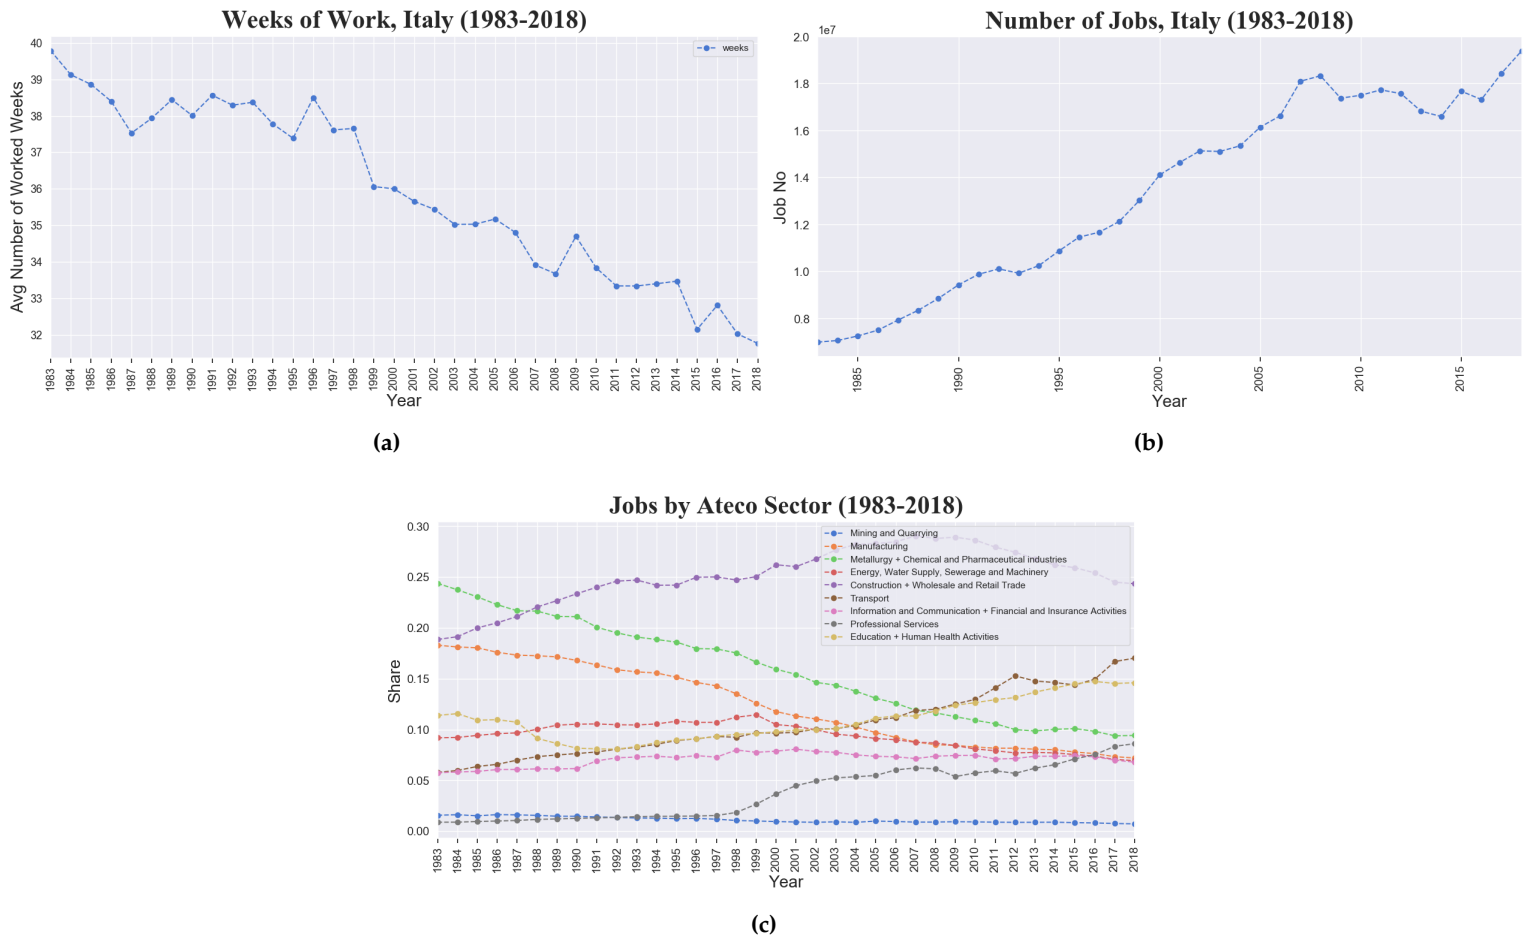 Weeks of Work, Italy (1983-2018)
40
39
38
37
36
35
34
33
32
Avg Number of Worked Weeks
weeks
1983 1984 1985 1986 1987 1988 1989 1990 1991 1992 1993 1994 1995 1996 1997 1998 1999 2000 2001 2002 2003 2004 2005 2006 2007 2008 2009 2010 2011 2012 2013 2014 2015 2016 2017 2018
Year
(a)
Number of Jobs, Italy (1983-2018)
1e7
2.0
1.8
1.6
1.4
1.2
1.0
0.8
Job No
1985 1990 1995 2000 2005 2010 2015
Year
(b)
Jobs by Ateco Sector (1983-2018)
0.30
0.25
0.20
0.15
0.10
0.05
0.00
Share
Mining and Quarrying
Manufacturing
Metallurgy + Chemical and Pharmaceutical industries
Energy, Water Supply, Sewerage and Machinery
Construction + Wholesale and Retail Trade
Transport
Information and Communication + Financial and Insurance Activities
Professional Services
Education + Human Health Activities
1983 1984 1985 1986 1987 1988 1989 1990 1991 1992 1993 1994 1995 1996 1997 1998 1999 2000 2001 2002 2003 2004 2005 2006 2007 2008 2009 2010 2011 2012 2013 2014 2015 2016 2017 2018
Year
(c)